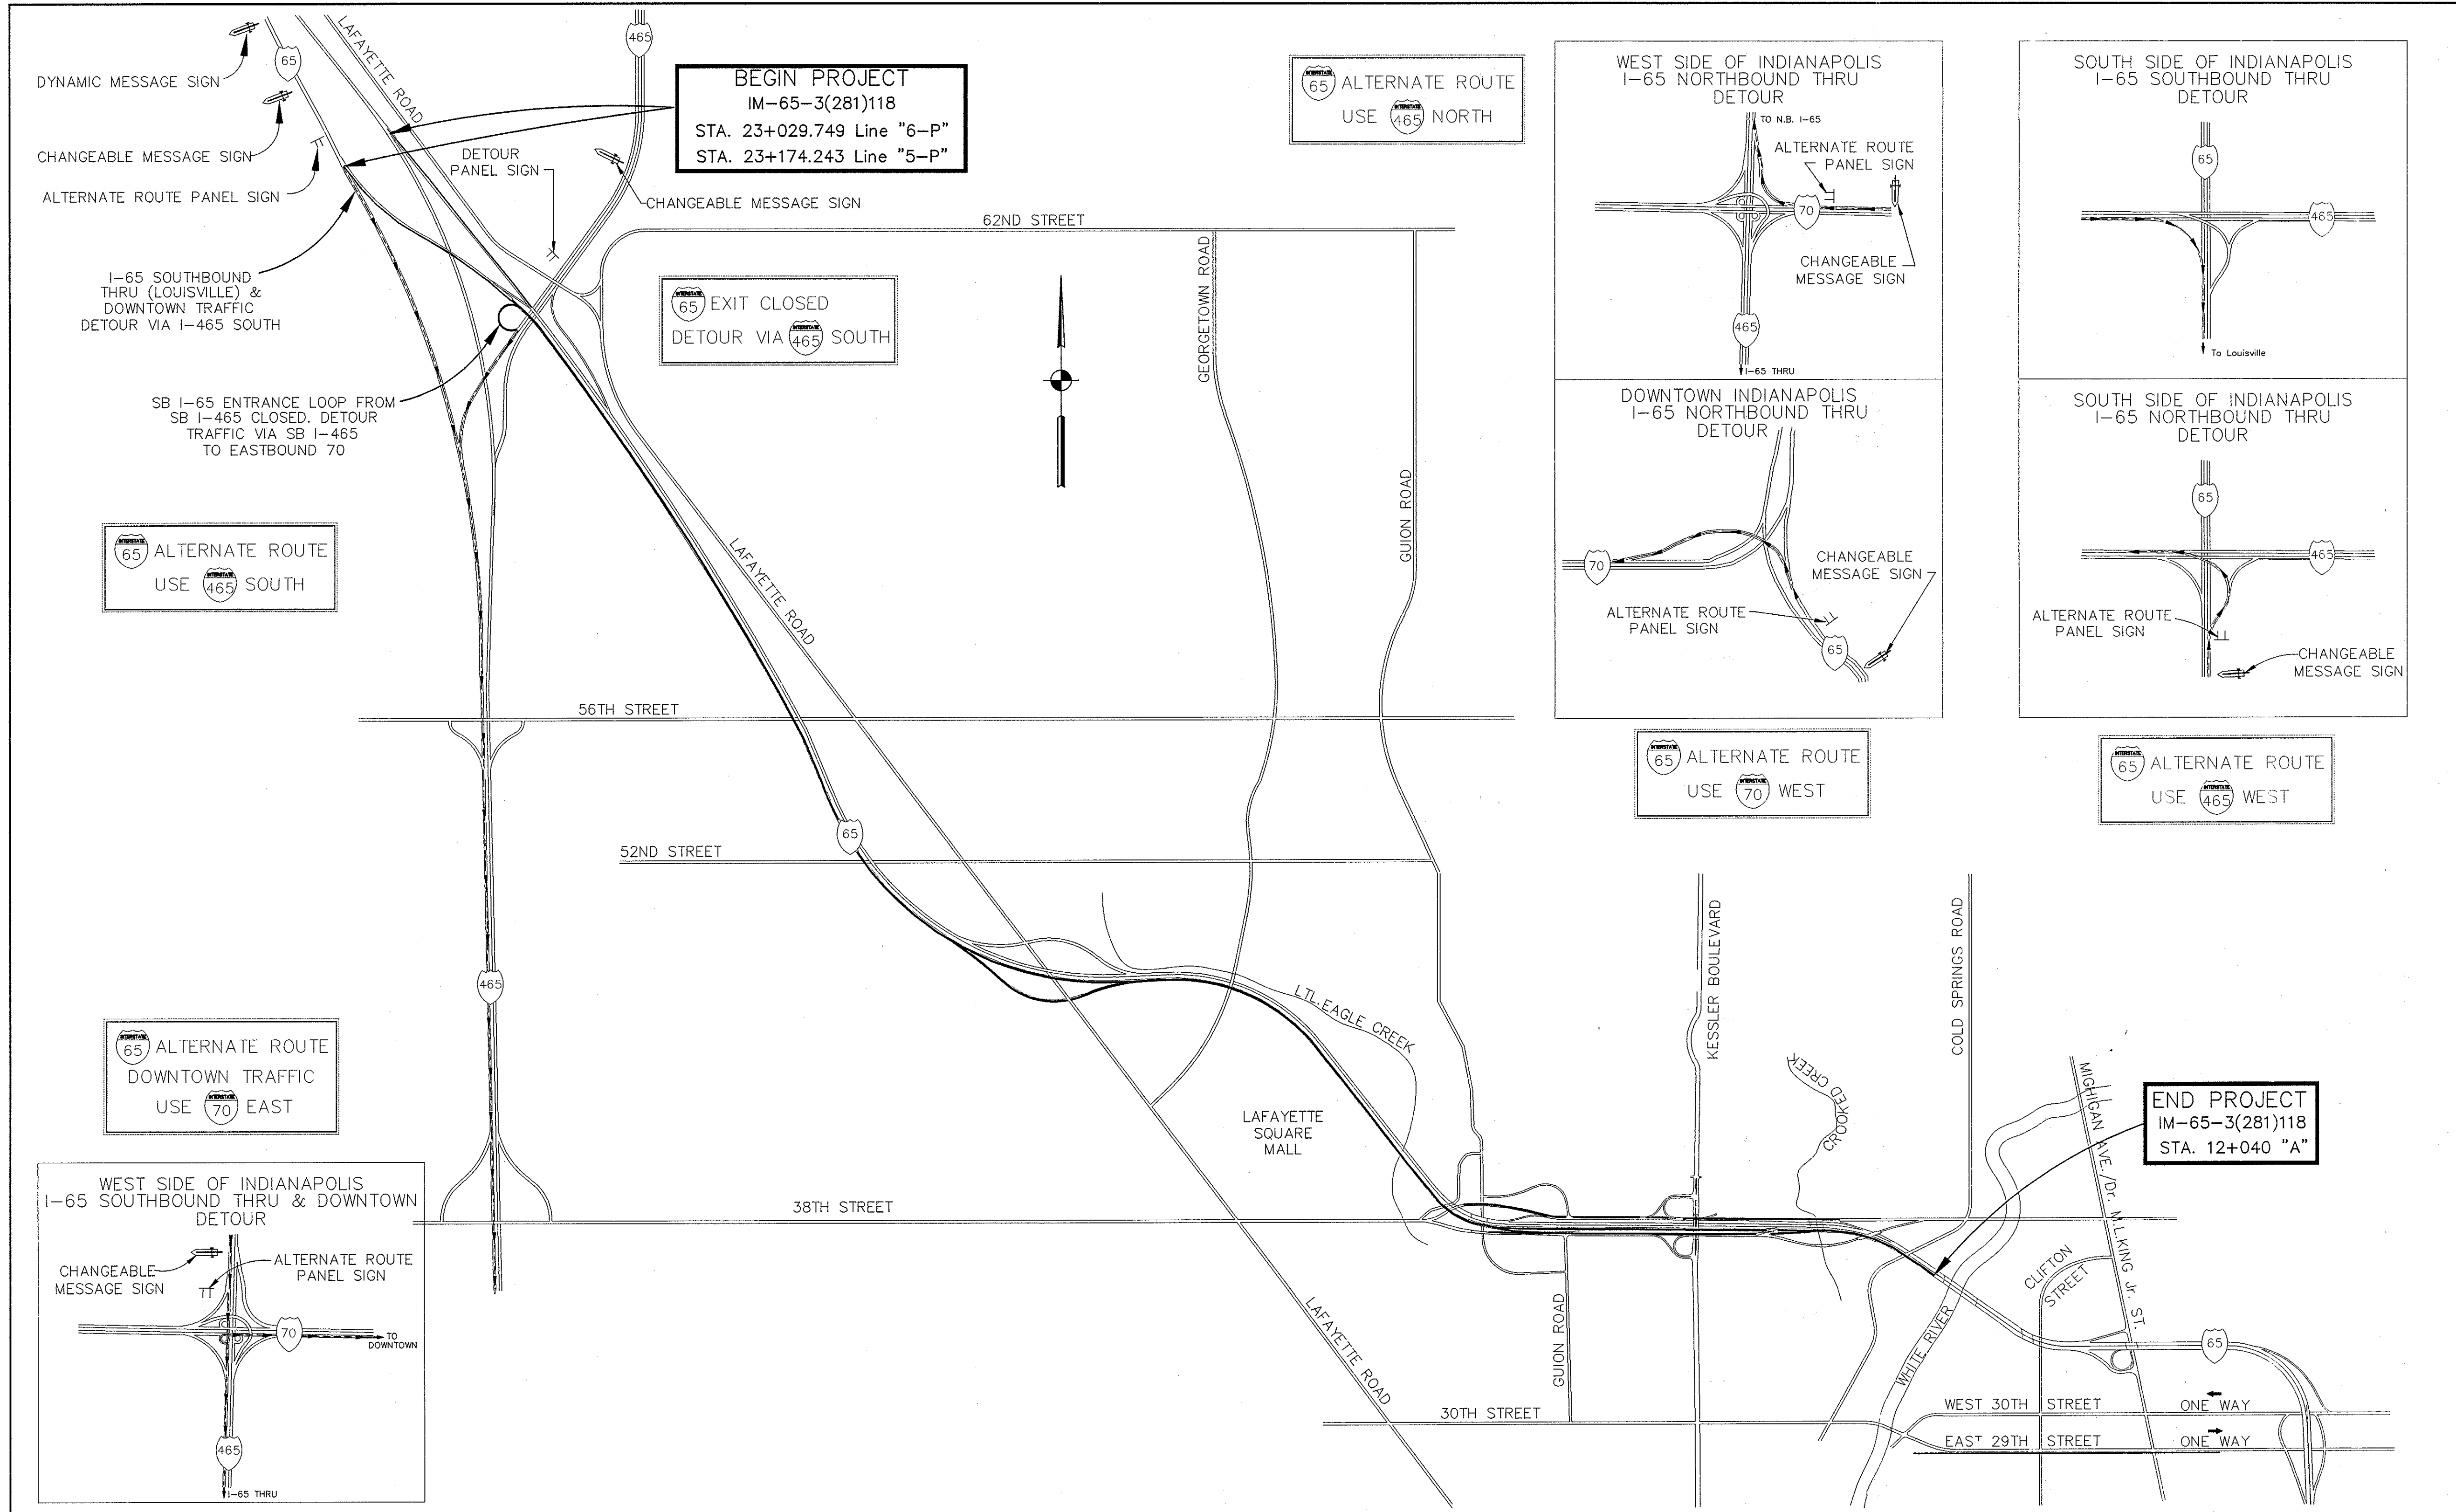 DYNAMIC MESSAGE SIGN
65
LAFAYETTE ROAD
465
CHANGEABLE MESSAGE SIGN
ALTERNATE ROUTE PANEL SIGN
BEGIN PROJECT
IM-65-3(281)118
STA. 23+029.749 Line "6-P"
STA. 23+174.243 Line "5-P"
DETOUR
PANEL SIGN
CHANGEABLE MESSAGE SIGN
I-65 SOUTHBOUND
THRU (LOUISVILLE) &
DOWNTOWN TRAFFIC
DETOUR VIA I-465 SOUTH
SB I-65 ENTRANCE LOOP FROM
SB I-465 CLOSED. DETOUR
TRAFFIC VIA SB I-465
TO EASTBOUND 70
62ND STREET
INTERSTATE
65 EXIT CLOSED
DETOUR VIA INTERSTATE 465 SOUTH
INTERSTATE
65 ALTERNATE ROUTE
USE INTERSTATE 465 NORTH
GEORGETOWN ROAD
GUION ROAD
WEST SIDE OF INDIANAPOLIS
I-65 NORTHBOUND THRU
DETOUR
TO N.B. I-65
ALTERNATE ROUTE
PANEL SIGN
70
CHANGEABLE
MESSAGE SIGN
465
I-65 THRU
DOWNTOWN INDIANAPOLIS
I-65 NORTHBOUND THRU
DETOUR
CHANGEABLE
MESSAGE SIGN
70
ALTERNATE ROUTE
PANEL SIGN
65
INTERSTATE
65 ALTERNATE ROUTE
USE INTERSTATE 70 WEST
SOUTH SIDE OF INDIANAPOLIS
I-65 SOUTHBOUND THRU
DETOUR
65
465
To Louisville
SOUTH SIDE OF INDIANAPOLIS
I-65 NORTHBOUND THRU
DETOUR
65
465
ALTERNATE ROUTE
PANEL SIGN
CHANGEABLE
MESSAGE SIGN
INTERSTATE
65 ALTERNATE ROUTE
USE INTERSTATE 465 WEST
INTERSTATE
65 ALTERNATE ROUTE
USE INTERSTATE 465 SOUTH
LAFAYETTE ROAD
56TH STREET
65
52ND STREET
465
LTL. EAGLE CREEK
KESSLER BOULEVARD
CROOKED CREEK
COLD SPRINGS ROAD
MICHIGAN AVE./Dr. M.L.KING Jr. ST.
END PROJECT
IM-65-3(281)118
STA. 12+040 "A"
LAFAYETTE
SQUARE
MALL
INTERSTATE
65 ALTERNATE ROUTE
DOWNTOWN TRAFFIC
USE INTERSTATE 70 EAST
WEST SIDE OF INDIANAPOLIS
I-65 SOUTHBOUND THRU & DOWNTOWN
DETOUR
CHANGEABLE
MESSAGE SIGN
ALTERNATE ROUTE
PANEL SIGN
70
TO
DOWNTOWN
465
I-65 THRU
38TH STREET
LAFAYETTE ROAD
GUION ROAD
WHITE RIVER
CLIFTON
STREET
65
30TH STREET
WEST 30TH STREET ONE WAY
EAST 29TH STREET ONE WAY